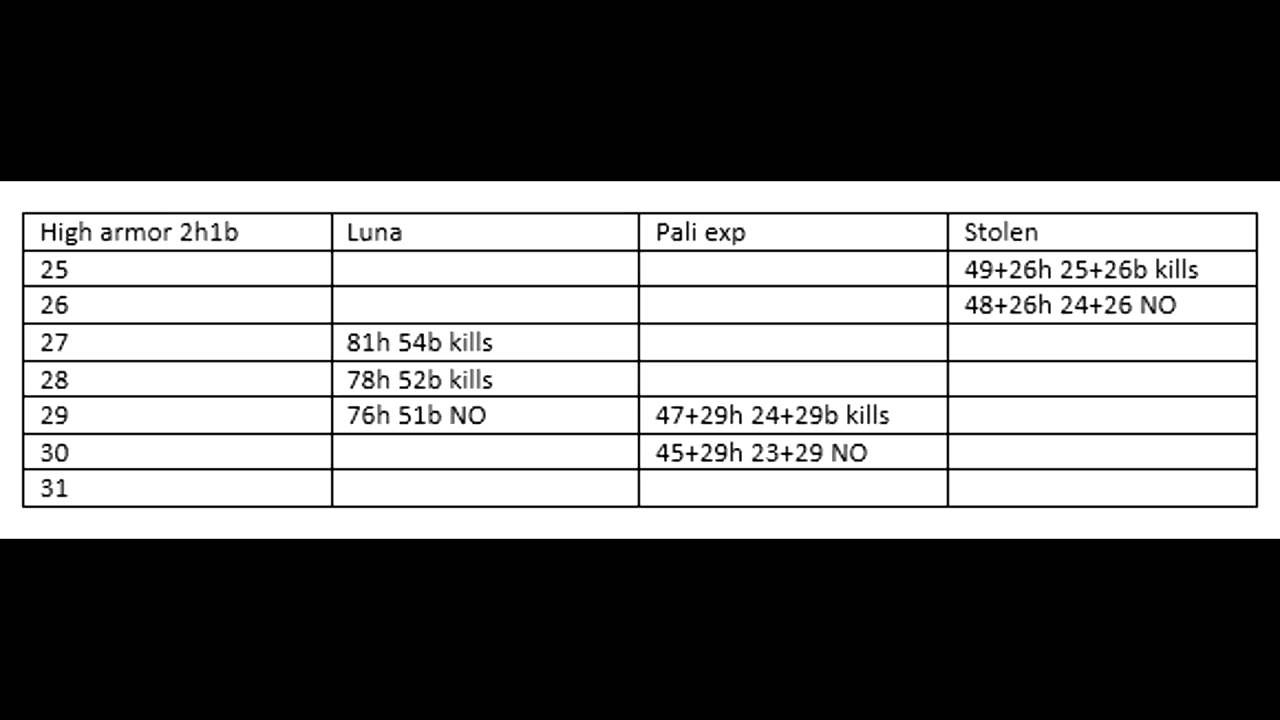 High armor 2h1b Luna Pali exp Stolen
25 49+26h 25+26b kills
26 48+26h 24+26 NO
27 81h 54b kills
28 78h 52b kills
29 76h 51b NO 47+29h 24+29b kills
30 45+29h 23+29 NO
31